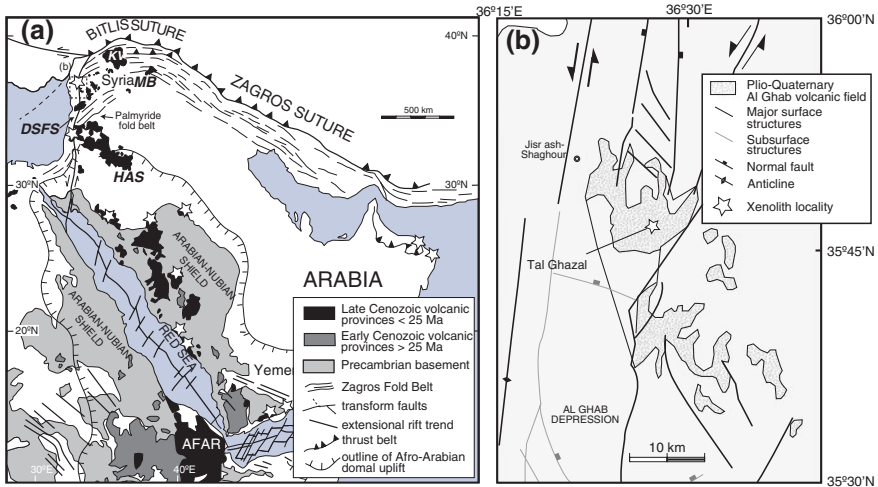 (a)
BITLIS SUTURE
40ºN
(b)
Syria
MB
ZAGROS SUTURE
500 km
Palmyride
fold belt
DSFS
HAS
30ºN
30ºN
ARABIAN-NUBIAN
SHIELD
ARABIA
ARABIAN-NUBIAN
SHIELD
20ºN
RED SEA
Yemen
AFAR
30ºE
40ºE
Late Cenozoic volcanic
provinces < 25 Ma
Early Cenozoic volcanic
provinces > 25 Ma
Precambrian basement
Zagros Fold Belt
transform faults
extensional rift trend
thrust belt
outline of Afro-Arabian
domal uplift
36º15'E
36º30'E
36º00'N
(b)
Plio-Quaternary
Al Ghab volcanic field
Major surface
structures
Subsurface
structures
Normal fault
Anticline
Xenolith locality
Jisr ash-
Shaghour
Tal Ghazal
35º45'N
AL GHAB
DEPRESSION
10 km
35º30'N